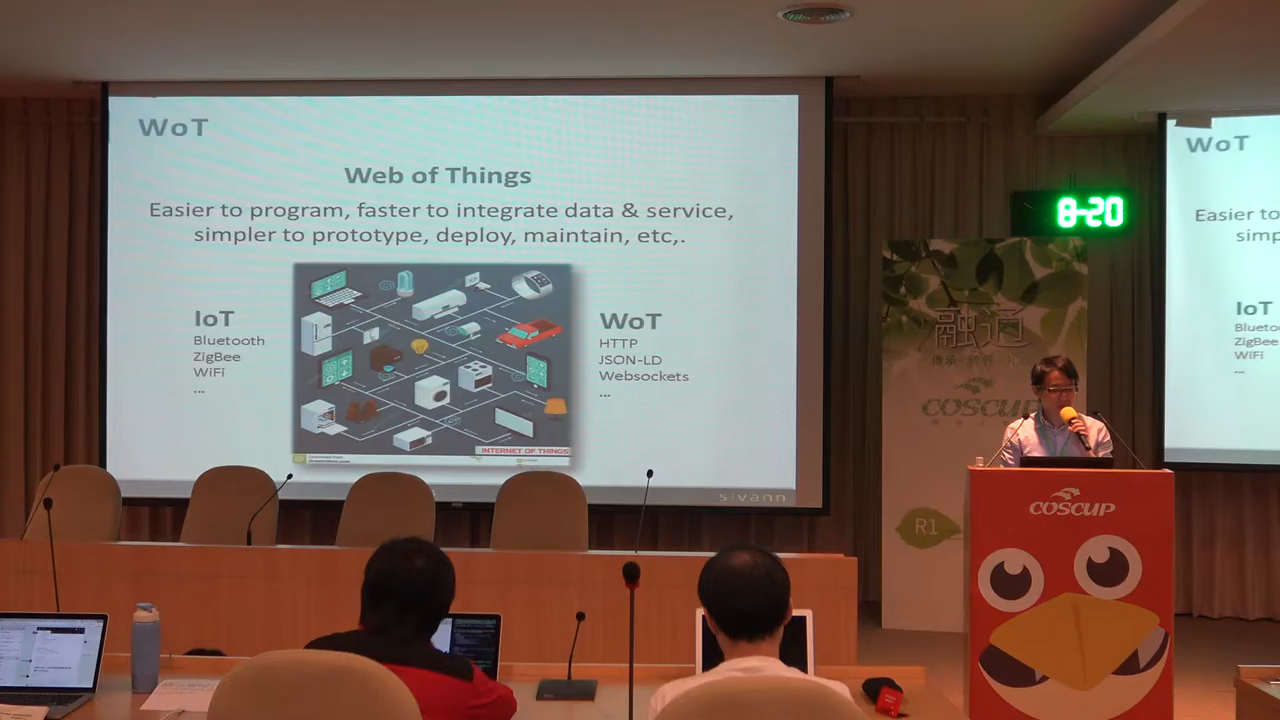 WoT
Web of Things
Easier to program, faster to integrate data & service,
simpler to prototype, deploy, maintain, etc,.
IoT
Bluetooth
ZigBee
WiFi
...
WoT
HTTP
JSON-LD
Websockets
...
INTERNET OF THINGS
sivann
8-20
融通
COSCUP
R1
COSCUP
WoT
Easier to
simp
IoT
Bluetoo
ZigBee
WiFi
...